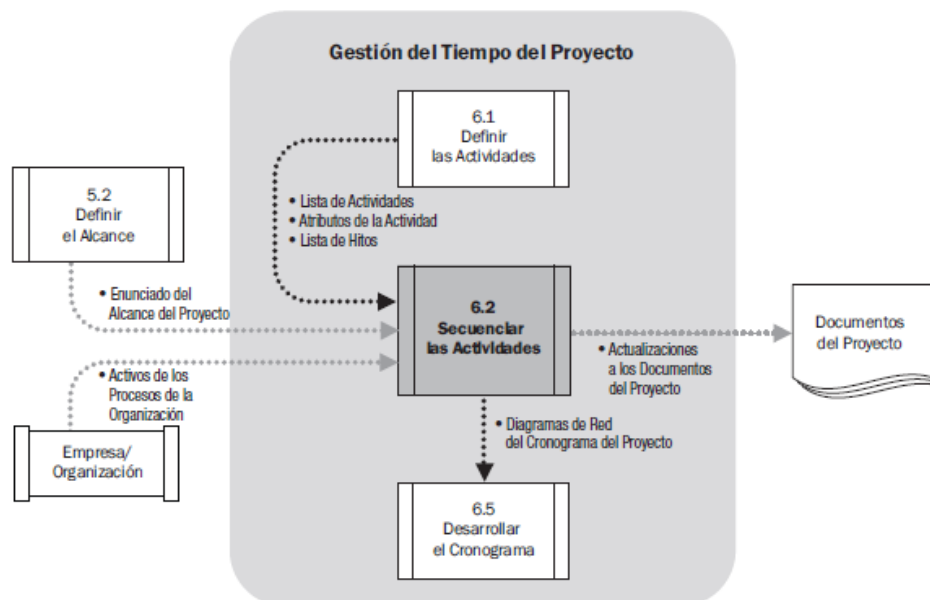 Gestión del Tiempo del Proyecto
6.1
Definir
las Actividades
5.2
Definir
el Alcance
• Lista de Actividades
• Atributos de la Actividad
• Lista de Hitos
• Enunciado del
Alcance del Proyecto
6.2
Secuenciar
las Actividades
Documentos
del Proyecto
• Actualizaciones
a los Documentos
del Proyecto
• Activos de los
Procesos de la
Organización
Empresa/
Organización
• Diagramas de Red
del Cronograma del Proyecto
6.5
Desarrollar
el Cronograma